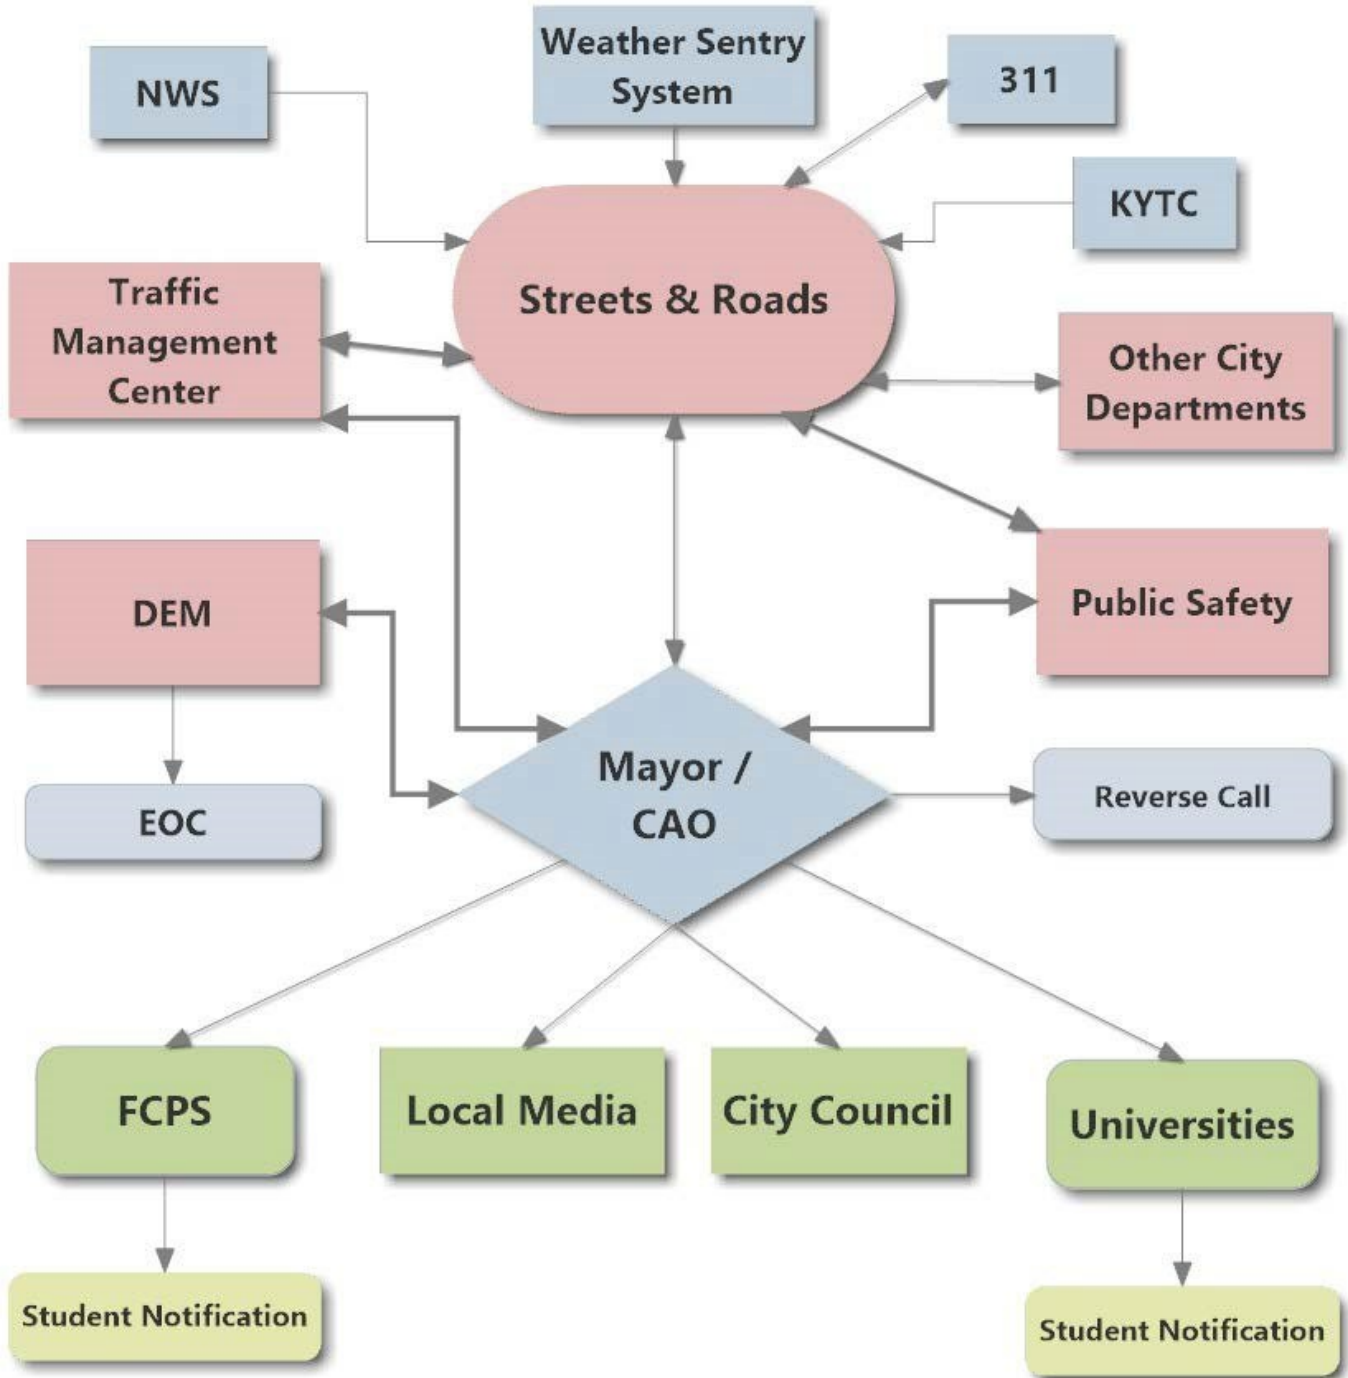 Weather Sentry
System
NWS
311
KYTC
Streets & Roads
Traffic
Management
Center
Other City
Departments
DEM
Public Safety
Mayor /
CAO
EOC
Reverse Call
FCPS
Local Media
City Council
Universities
Student Notification
Student Notification